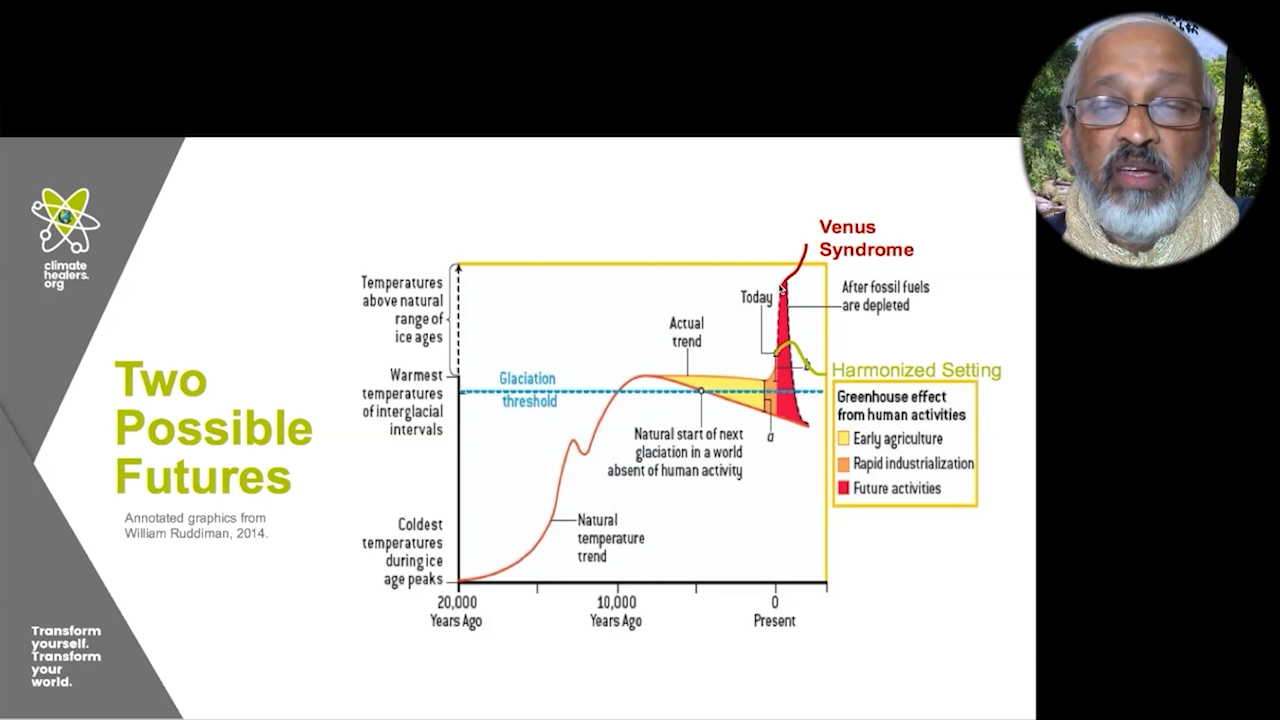 climate
healers.
org
Two
Possible
Futures
Annotated graphics from
William Ruddiman, 2014.
Transform
yourself.
Transform
your
world.
Venus
Syndrome
Temperatures
above natural
range of
ice ages
Today
After fossil fuels
are depleted
Actual
trend
Warmest
temperatures
of interglacial
intervals
Glaciation
threshold
b
Harmonized Setting
Greenhouse effect
from human activities
Early agriculture
Rapid industrialization
Future activities
Natural start of next
glaciation in a world
absent of human activity
a
Natural
temperature
trend
Coldest
temperatures
during ice
age peaks
20,000
Years Ago
10,000
Years Ago
0
Present